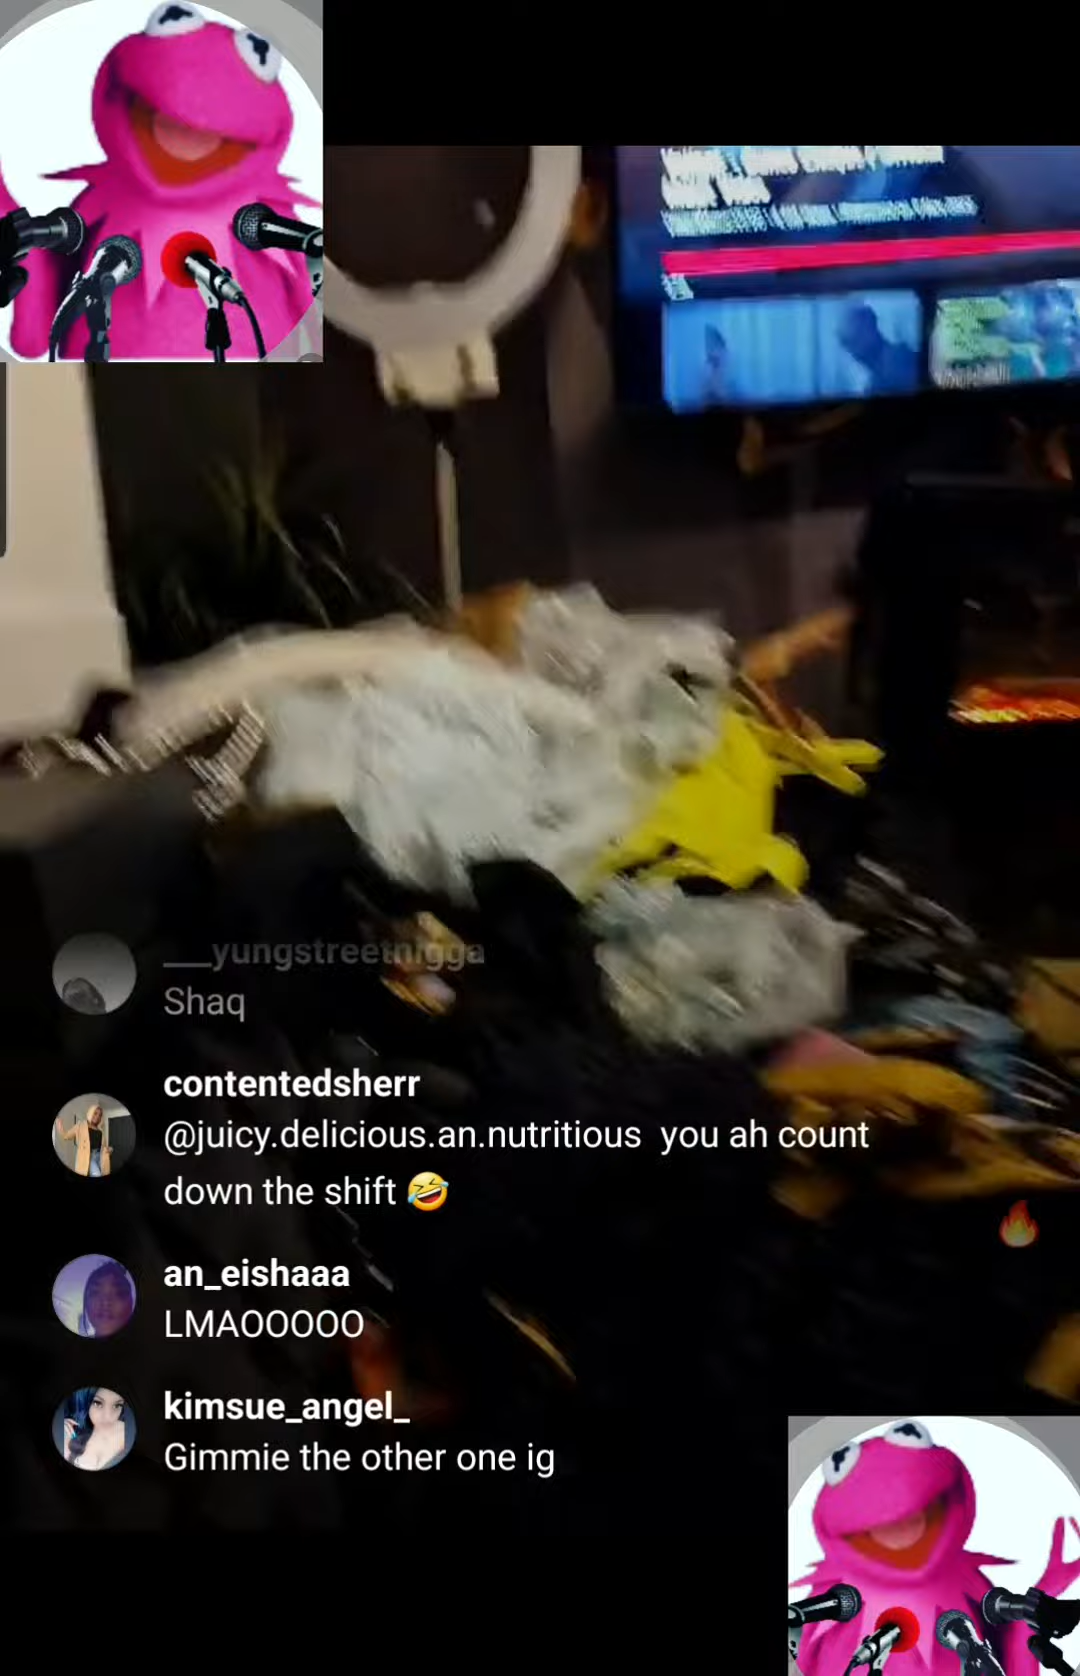 ___yungstreetnigga
Shaq
contentedsherr
@juicy.delicious.an.nutritious you ah count
down the shift 🤣
an_eishaaa
LMAOOOOO
kimsue_angel_
Gimmie the other one ig